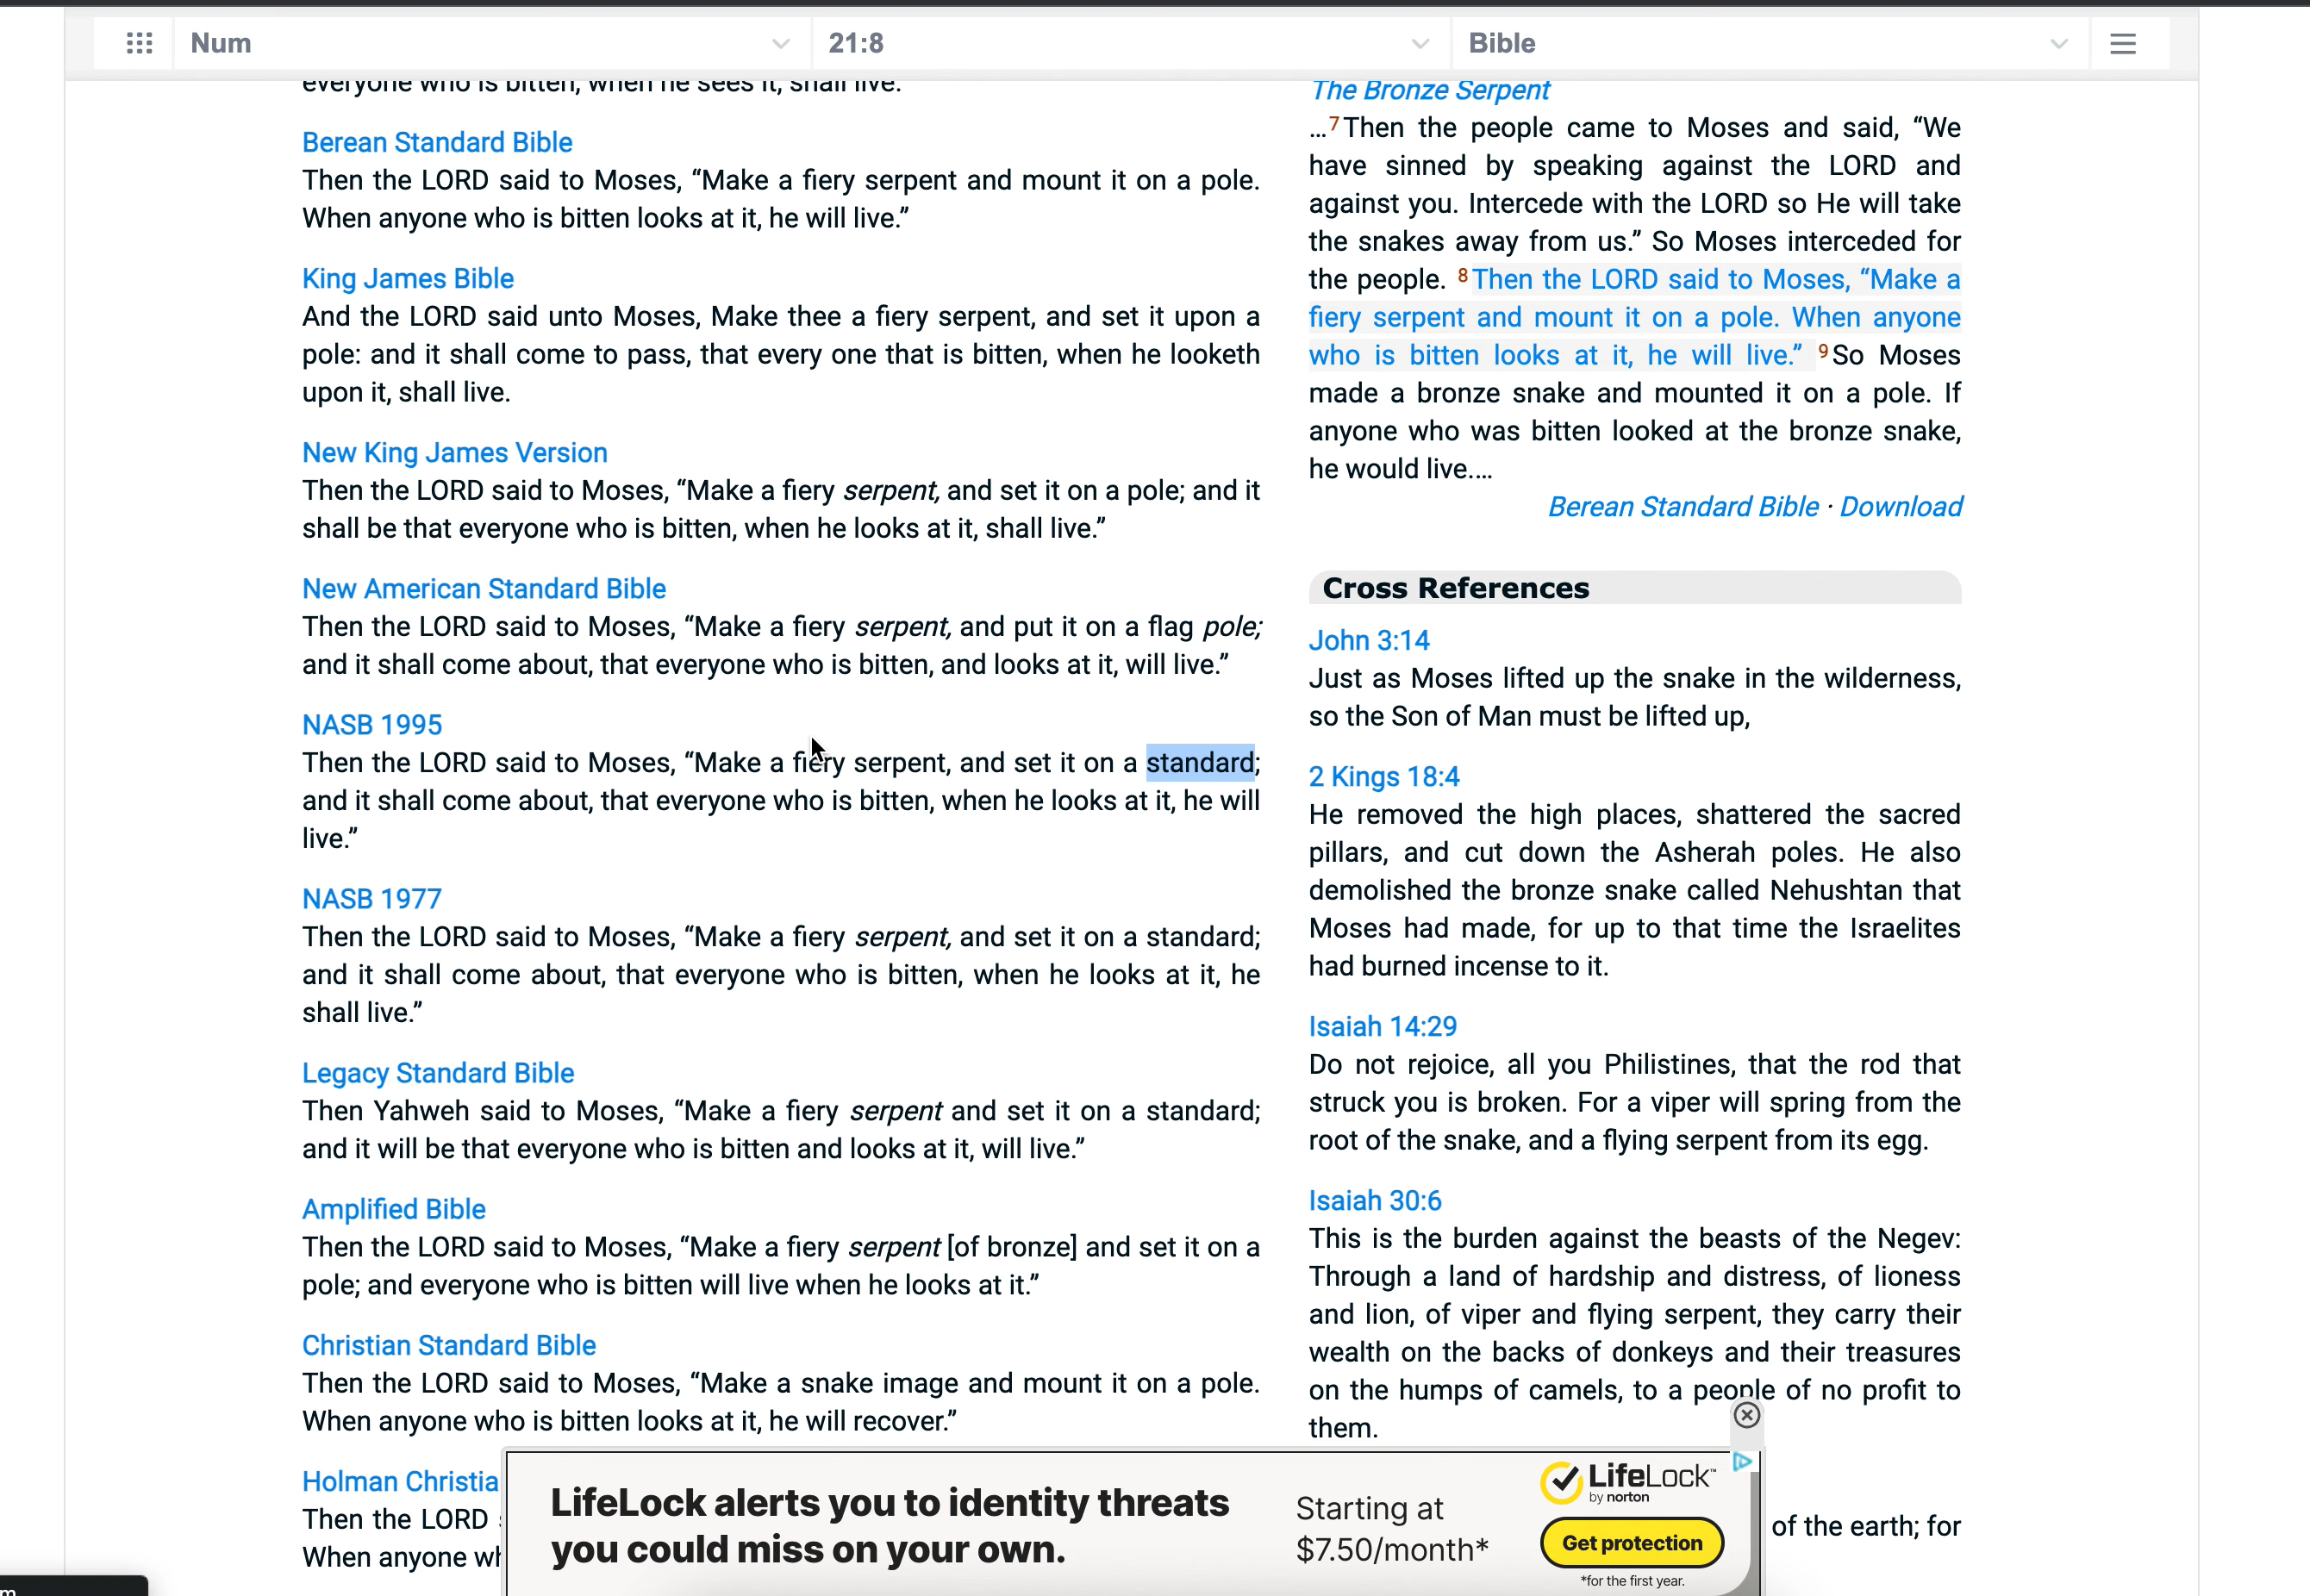 Num
21:8
Bible
everyone who is bitten, when he sees it, shall live.
Berean Standard Bible
Then the LORD said to Moses, “Make a fiery serpent and mount it on a pole.
When anyone who is bitten looks at it, he will live.”
King James Bible
And the LORD said unto Moses, Make thee a fiery serpent, and set it upon a
pole: and it shall come to pass, that every one that is bitten, when he looketh
upon it, shall live.
New King James Version
Then the LORD said to Moses, “Make a fiery serpent, and set it on a pole; and it
shall be that everyone who is bitten, when he looks at it, shall live.”
New American Standard Bible
Then the LORD said to Moses, “Make a fiery serpent, and put it on a flag pole;
and it shall come about, that everyone who is bitten, and looks at it, will live.”
NASB 1995
Then the LORD said to Moses, “Make a fiery serpent, and set it on a standard;
and it shall come about, that everyone who is bitten, when he looks at it, he will
live.”
NASB 1977
Then the LORD said to Moses, “Make a fiery serpent, and set it on a standard;
and it shall come about, that everyone who is bitten, when he looks at it, he
shall live.”
Legacy Standard Bible
Then Yahweh said to Moses, “Make a fiery serpent and set it on a standard;
and it will be that everyone who is bitten and looks at it, will live.”
Amplified Bible
Then the LORD said to Moses, “Make a fiery serpent [of bronze] and set it on a
pole; and everyone who is bitten will live when he looks at it.”
Christian Standard Bible
Then the LORD said to Moses, “Make a snake image and mount it on a pole.
When anyone who is bitten looks at it, he will recover.”
Holman Christia
Then the LORD
When anyone
The Bronze Serpent
…7Then the people came to Moses and said, “We
have sinned by speaking against the LORD and
against you. Intercede with the LORD so He will take
the snakes away from us.” So Moses interceded for
the people. 8Then the LORD said to Moses, “Make a
fiery serpent and mount it on a pole. When anyone
who is bitten looks at it, he will live.” 9So Moses
made a bronze snake and mounted it on a pole. If
anyone who was bitten looked at the bronze snake,
he would live.…
Berean Standard Bible · Download
Cross References
John 3:14
Just as Moses lifted up the snake in the wilderness,
so the Son of Man must be lifted up,
2 Kings 18:4
He removed the high places, shattered the sacred
pillars, and cut down the Asherah poles. He also
demolished the bronze snake called Nehushtan that
Moses had made, for up to that time the Israelites
had burned incense to it.
Isaiah 14:29
Do not rejoice, all you Philistines, that the rod that
struck you is broken. For a viper will spring from the
root of the snake, and a flying serpent from its egg.
Isaiah 30:6
This is the burden against the beasts of the Negev:
Through a land of hardship and distress, of lioness
and lion, of viper and flying serpent, they carry their
wealth on the backs of donkeys and their treasures
on the humps of camels, to a people of no profit to
them.
of the earth; for
LifeLock alerts you to identity threats
you could miss on your own.
Starting at
$7.50/month*
LifeLock™
by norton
Get protection
*for the first year.